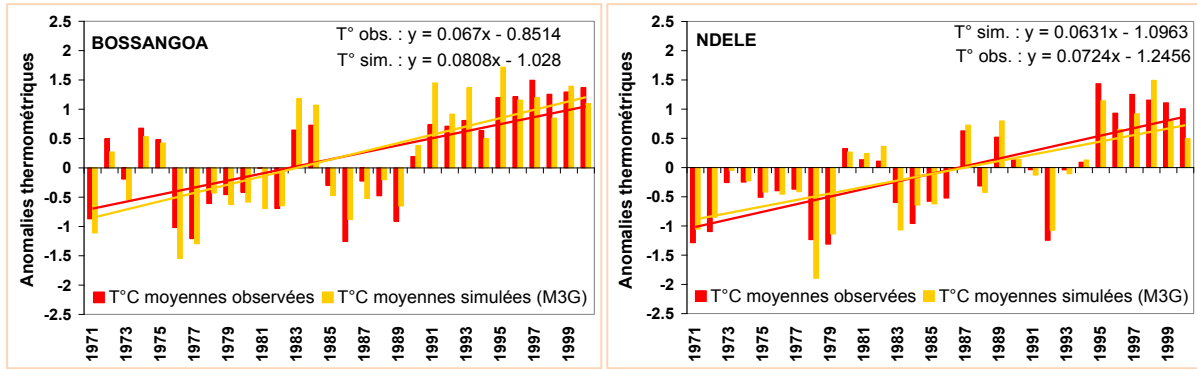 BOSSANGOA
T° obs. : y = 0.067x - 0.8514
T° sim. : y = 0.0808x - 1.028
Anomalies thermométriques
2.5
2
1.5
1
0.5
0
-0.5
-1
-1.5
-2
-2.5
T°C moyennes observées T°C moyennes simulées (M3G)
1971 1973 1975 1977 1979 1981 1983 1985 1987 1989 1991 1993 1995 1997 1999
NDELE
T° sim. : y = 0.0631x - 1.0963
T° obs. : y = 0.0724x - 1.2456
Anomalies thermométriques
2.5
2
1.5
1
0.5
0
-0.5
-1
-1.5
-2
-2.5
T°C moyennes observées T°C moyennes simulées (M3G)
1971 1973 1975 1977 1979 1981 1983 1985 1987 1989 1991 1993 1995 1997 1999